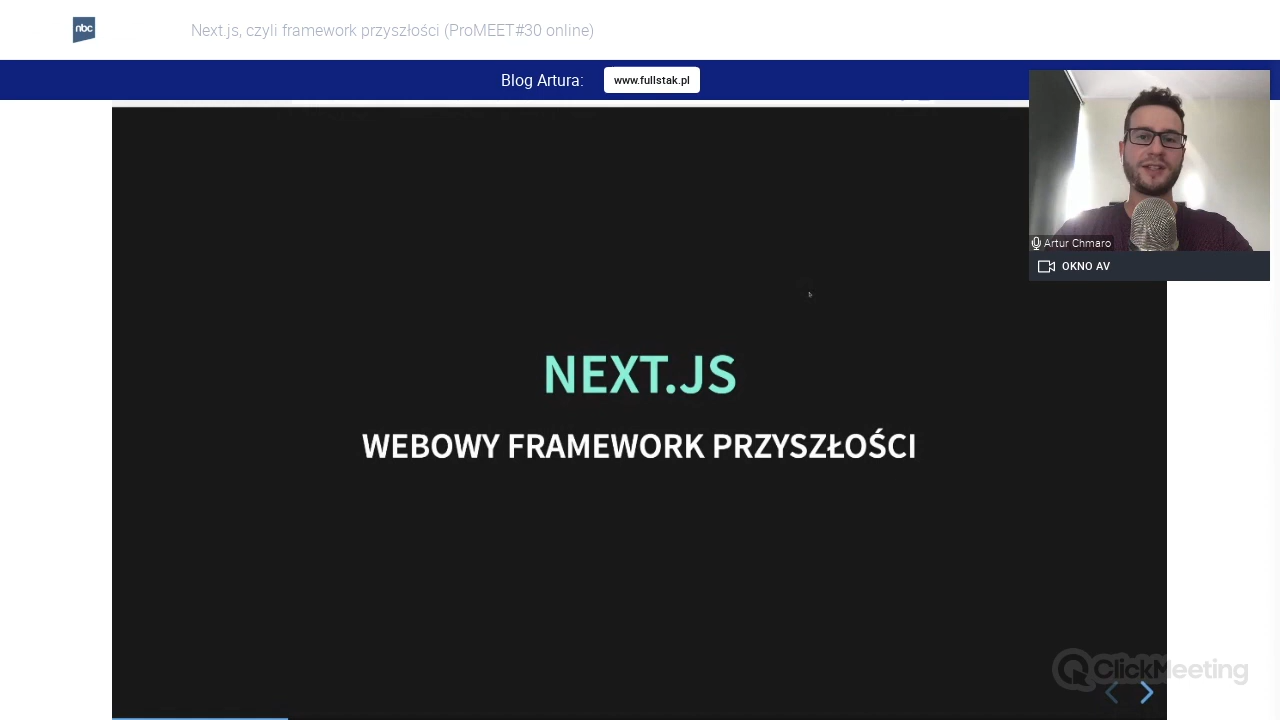 nbc
Next.js, czyli framework przyszłości (ProMEET#30 online)
Blog Artura:
www.fullstak.pl
Artur Chmaro
OKNO AV
NEXT.JS
WEBOWY FRAMEWORK PRZYSZŁOŚCI
ClickMeeting